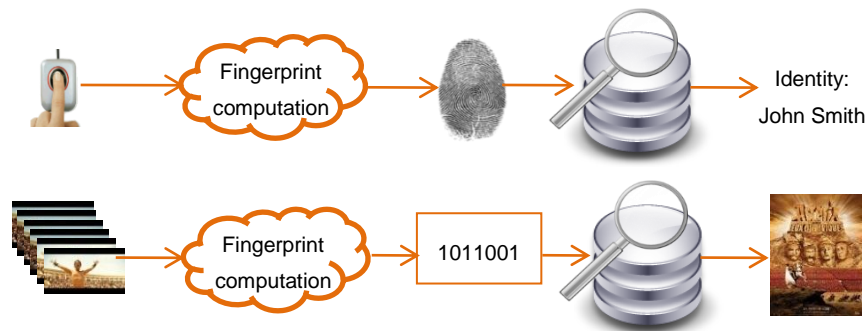 Fingerprint
computation
Identity:
John Smith
Fingerprint
computation
1011001